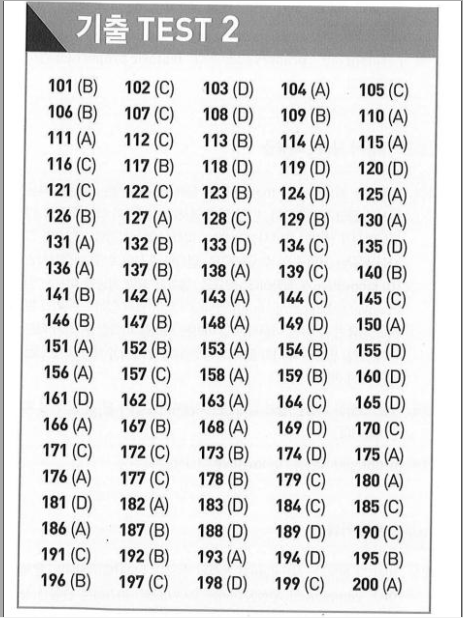 기출 TEST 2
101 (B) 102 (C) 103 (D) 104 (A) 105 (C)
106 (B) 107 (C) 108 (D) 109 (B) 110 (A)
111 (A) 112 (C) 113 (B) 114 (A) 115 (A)
116 (C) 117 (B) 118 (D) 119 (D) 120 (D)
121 (C) 122 (C) 123 (B) 124 (D) 125 (A)
126 (B) 127 (A) 128 (C) 129 (B) 130 (A)
131 (A) 132 (B) 133 (D) 134 (C) 135 (D)
136 (A) 137 (B) 138 (A) 139 (C) 140 (B)
141 (B) 142 (A) 143 (A) 144 (C) 145 (C)
146 (B) 147 (B) 148 (A) 149 (D) 150 (A)
151 (A) 152 (B) 153 (A) 154 (B) 155 (D)
156 (A) 157 (C) 158 (A) 159 (B) 160 (D)
161 (D) 162 (D) 163 (A) 164 (C) 165 (D)
166 (A) 167 (B) 168 (A) 169 (D) 170 (C)
171 (C) 172 (C) 173 (B) 174 (D) 175 (A)
176 (A) 177 (C) 178 (B) 179 (C) 180 (A)
181 (D) 182 (A) 183 (D) 184 (C) 185 (C)
186 (A) 187 (B) 188 (D) 189 (D) 190 (C)
191 (C) 192 (B) 193 (A) 194 (D) 195 (B)
196 (B) 197 (C) 198 (D) 199 (C) 200 (A)